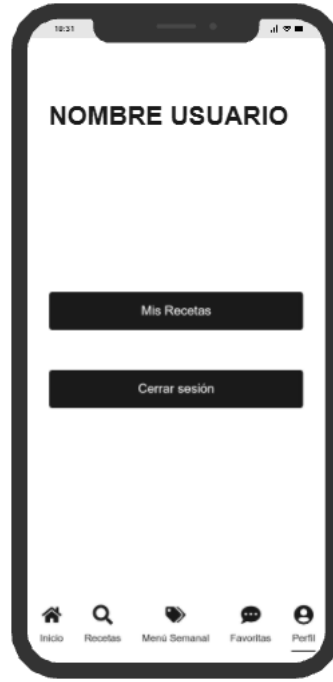 10:31
NOMBRE USUARIO
Mis Recetas
Cerrar sesión
Inicio Recetas Menú Semanal Favoritas Perfil